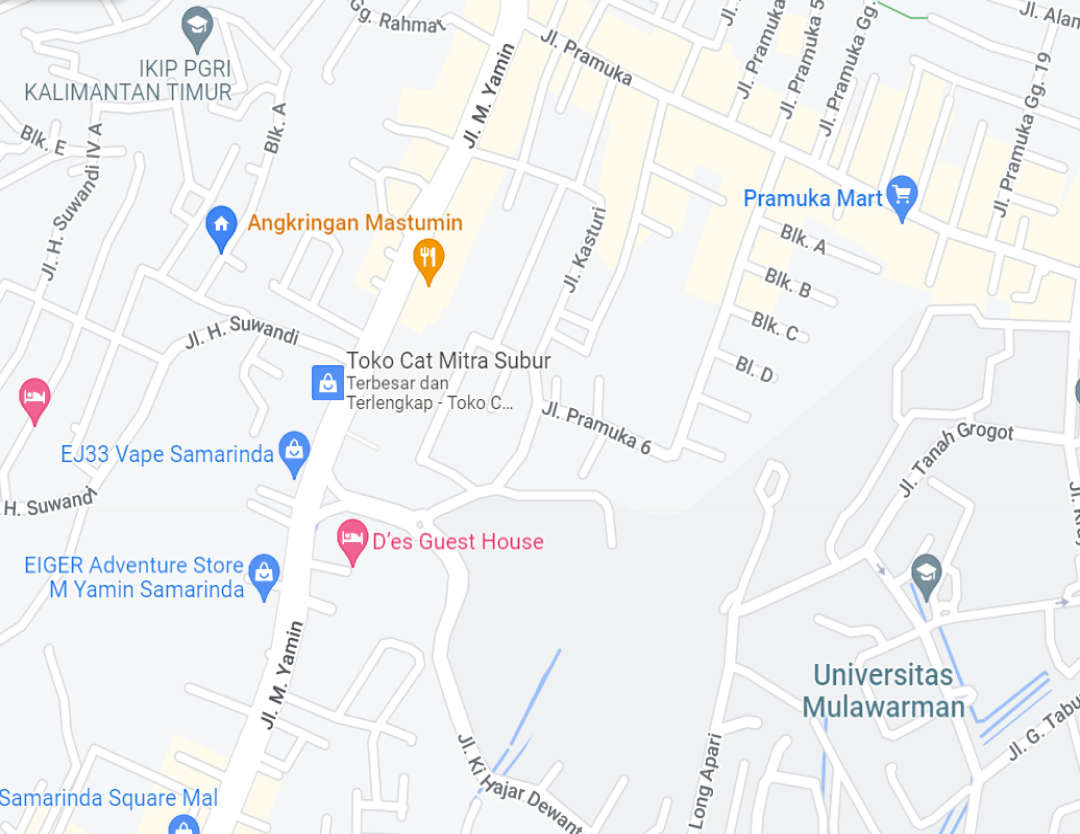 Gg. Rahmat
Jl. Pramuka
Jl. Pramuka 5
Jl. Pramuka Gg.
Jl. Alan
IKIP PGRI
KALIMANTAN TIMUR
Jl. M. Yamin
Jl. Pramuka
Blk. A
Blk. E
Jl. H. Suwandi IV A
Jl. Pramuka Gg. 19
Pramuka Mart
Angkringan Mastumin
Blk. A
Jl. Kasturi
Blk. B
Blk. C
Jl. H. Suwandi
Toko Cat Mitra Subur
Terbesar dan
Terlengkap - Toko C...
Bl. D
Jl. Pramuka 6
Jl. Tanah Grogot
EJ33 Vape Samarinda
H. Suwandi
D'es Guest House
EIGER Adventure Store
M Yamin Samarinda
Jl. M. Yamin
Universitas
Mulawarman
Jl. G. Tabu
Jl. Ki Hajar Dewant
Long Apari
Samarinda Square Mal